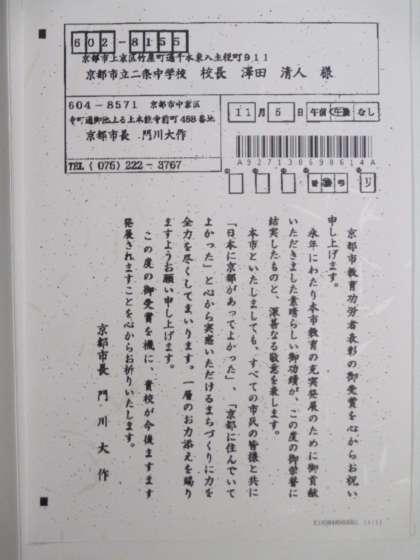 602-8155
京都市上京区竹屋町通千本東入主税町911
京都市立二条中学校 校長 澤田 清人 様
604-8571 京都市中京区
寺町通御池上る上本能寺前町488番地
京都市長 門川大作
TEL(075)222-3767
11月5日 午前 午後 なし
A927130698614A
京都市教育功労者表彰の御受賞を心からお祝い
申し上げます。
永年にわたり本市教育の充実発展のために御貢献
いただきました素晴らしい御功績が、この度の御栄誉に
結実したものと、深甚なる敬意を表します。
本市といたしましても、すべての市民の皆様と共に
「日本に京都があってよかった」、「京都に住んでいて
よかった」と心から実感いただけるまちづくりに力を
全力を尽くしてまいります。一層のお力添えを賜り
ますようお願い申し上げます。
この度の御受賞を機に、貴校が今後ますます
発展されますことを心からお祈りいたします。
京都市長 門川大作